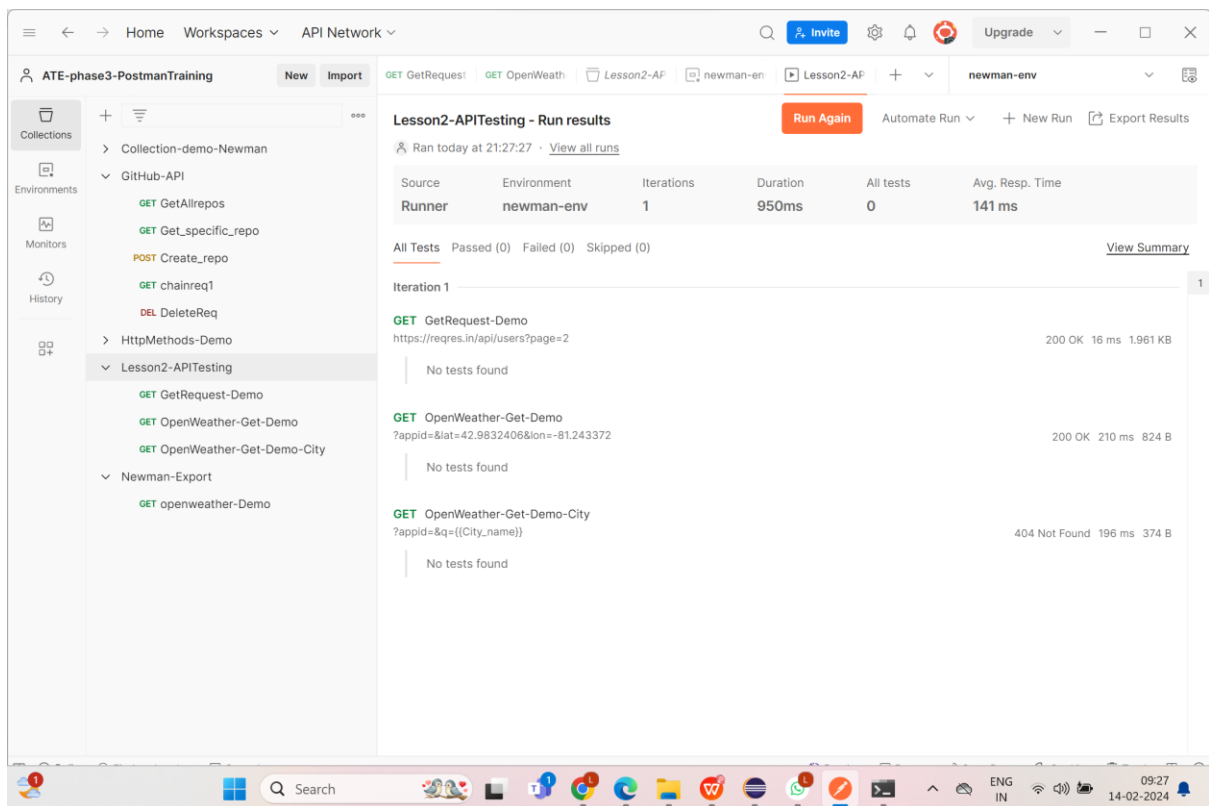 Home Workspaces API Network Invite Upgrade
ATE-phase3-PostmanTraining New Import
GET GetRequest GET OpenWeath Lesson2-AP newman-en Lesson2-AP newman-env
Collections
Environments
Monitors
History
Collection-demo-Newman
GitHub-API
GET GetAllrepos
GET Get_specific_repo
POST Create_repo
GET chainreq1
DEL DeleteReq
HttpMethods-Demo
Lesson2-APITesting
GET GetRequest-Demo
GET OpenWeather-Get-Demo
GET OpenWeather-Get-Demo-City
Newman-Export
GET openweather-Demo
Lesson2-APITesting - Run results
Run Again Automate Run + New Run Export Results
Ran today at 21:27:27 · View all runs
Source Environment Iterations Duration All tests Avg. Resp. Time
Runner newman-env 1 950ms 0 141 ms
All Tests Passed (0) Failed (0) Skipped (0) View Summary
Iteration 1
1
GET GetRequest-Demo
https://reqres.in/api/users?page=2
200 OK 16 ms 1.961 KB
No tests found
GET OpenWeather-Get-Demo
?appid=&lat=42.9832406&lon=-81.243372
200 OK 210 ms 824 B
No tests found
GET OpenWeather-Get-Demo-City
?appid=&q={{City_name}}
404 Not Found 196 ms 374 B
No tests found
1
Search
1
L
L
L
ENG
IN
09:27
14-02-2024